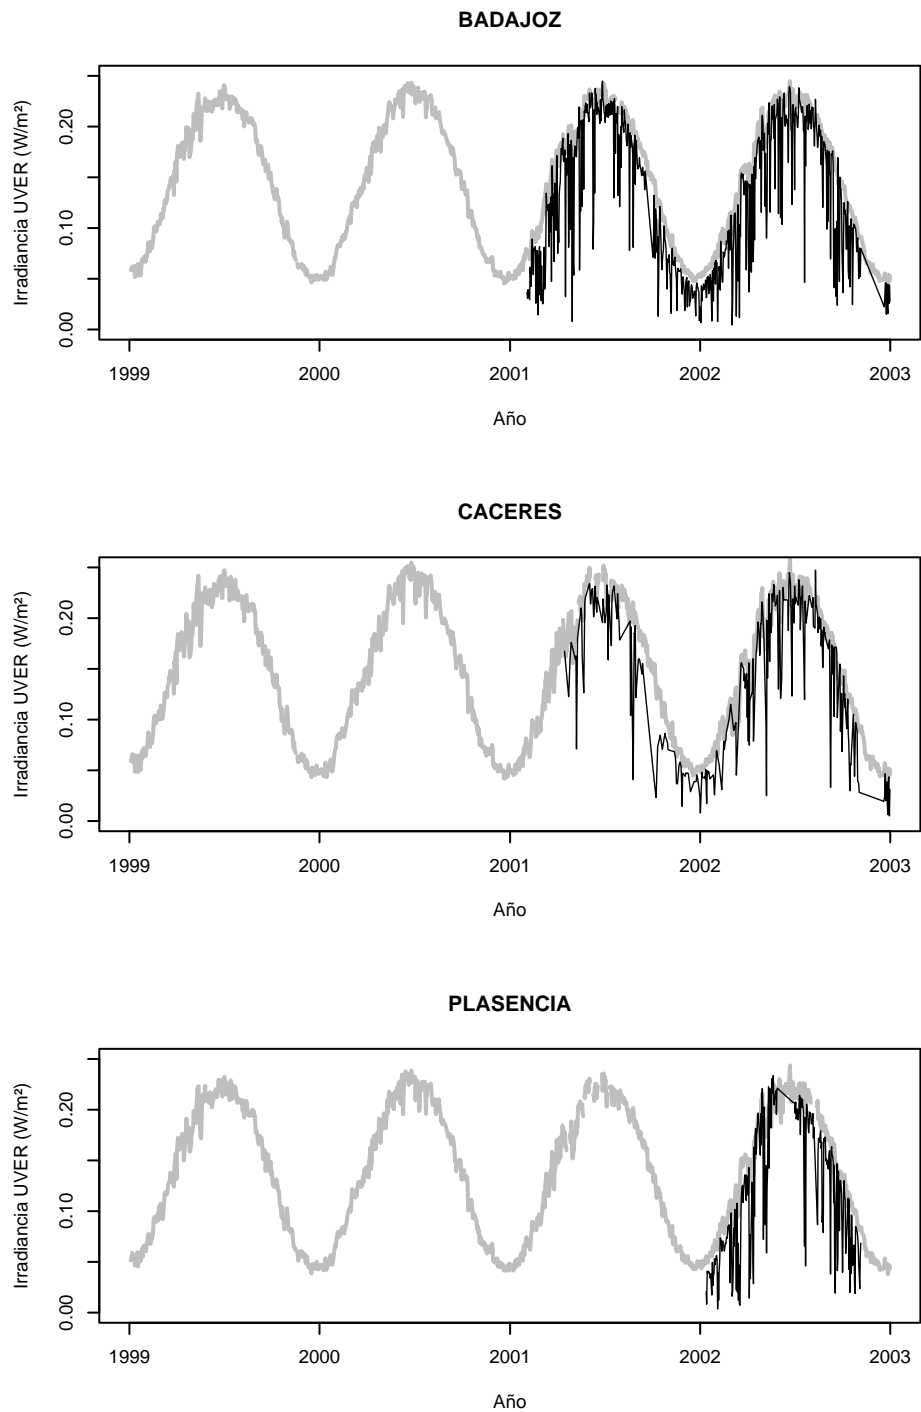 BADAJOZ
Irradiancia UVER (W/m²)
0.20
0.10
0.00
1999 2000 2001 2002 2003
Año
CACERES
Irradiancia UVER (W/m²)
0.20
0.10
0.00
1999 2000 2001 2002 2003
Año
PLASENCIA
Irradiancia UVER (W/m²)
0.20
0.10
0.00
1999 2000 2001 2002 2003
Año